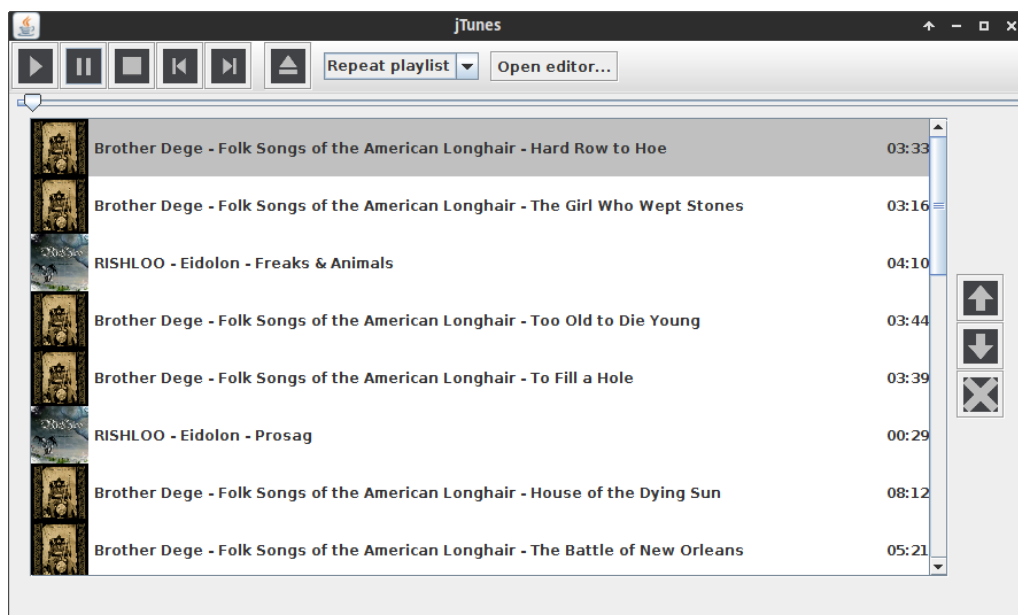 jTunes
Repeat playlist Open editor...
Brother Dege - Folk Songs of the American Longhair - Hard Row to Hoe 03:33
Brother Dege - Folk Songs of the American Longhair - The Girl Who Wept Stones 03:16
RISHLOO - Eidolon - Freaks & Animals 04:10
Brother Dege - Folk Songs of the American Longhair - Too Old to Die Young 03:44
Brother Dege - Folk Songs of the American Longhair - To Fill a Hole 03:39
RISHLOO - Eidolon - Prosag 00:29
Brother Dege - Folk Songs of the American Longhair - House of the Dying Sun 08:12
Brother Dege - Folk Songs of the American Longhair - The Battle of New Orleans 05:21